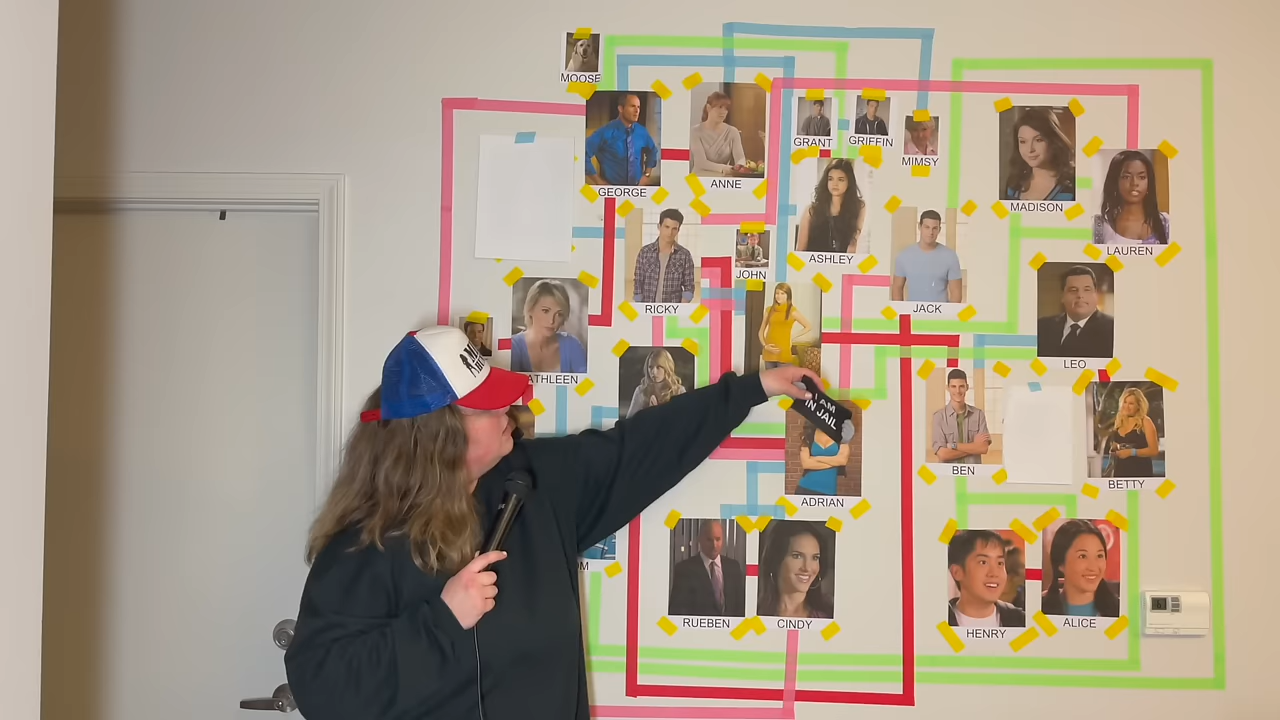 MOOSE
GEORGE
ANNE
GRANT
GRIFFIN
MIMSY
MADISON
LAUREN
ASHLEY
JOHN
RICKY
JACK
LEO
ATHLEEN
I AM
IN JAIL
BEN
BETTY
ADRIAN
RUEBEN
CINDY
HENRY
ALICE
OM